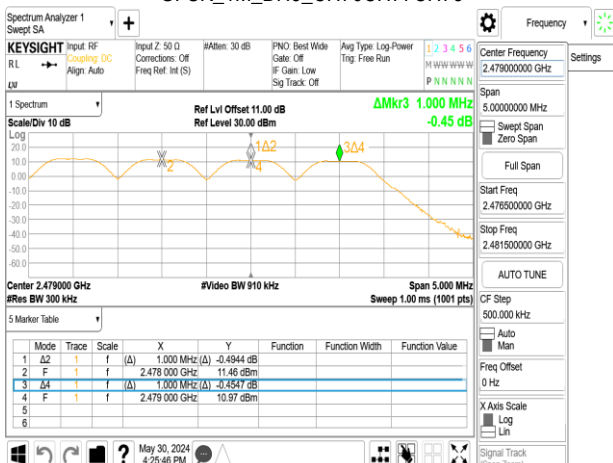 Spectrum Analyzer 1
Swept SA
Frequency
KEYSIGHT
RL
Input: RF
Coupling: DC
Align: Auto
Input Z: 50 Ω
Corrections: Off
Freq Ref: Int (S)
#Atten: 30 dB
PNO: Best Wide
Gate: Off
IF Gain: Low
Sig Track: Off
Avg Type: Log-Power
Trig: Free Run
1 2 3 4 5 6
M W W W W W
P N N N N N
1 Spectrum
Scale/Div 10 dB
Ref Lvl Offset 11.00 dB
Ref Level 30.00 dBm
ΔMkr3 1.000 MHz
-0.45 dB
Log
20.0
10.0
0.00
-10.0
-20.0
-30.0
-40.0
-50.0
-60.0
2
1Δ2
4
3Δ4
Center 2.479000 GHz
#Res BW 300 kHz
#Video BW 910 kHz
Span 5.000 MHz
Sweep 1.00 ms (1001 pts)
5 Marker Table
Mode Trace Scale X Y Function Function Width Function Value
1 Δ2 1 f (Δ) 1.000 MHz (Δ) -0.4944 dB
2 F 1 f 2.478 000 GHz 11.46 dBm
3 Δ4 1 f (Δ) 1.000 MHz (Δ) -0.4547 dB
4 F 1 f 2.479 000 GHz 10.97 dBm
5
6
?
May 30, 2024
4:25:46 PM
Center Frequency
2.479000000 GHz
Settings
Span
5.00000000 MHz
Swept Span
Zero Span
Full Span
Start Freq
2.476500000 GHz
Stop Freq
2.481500000 GHz
AUTO TUNE
CF Step
500.000 kHz
Auto
Man
Freq Offset
0 Hz
X Axis Scale
Log
Lin
Signal Track